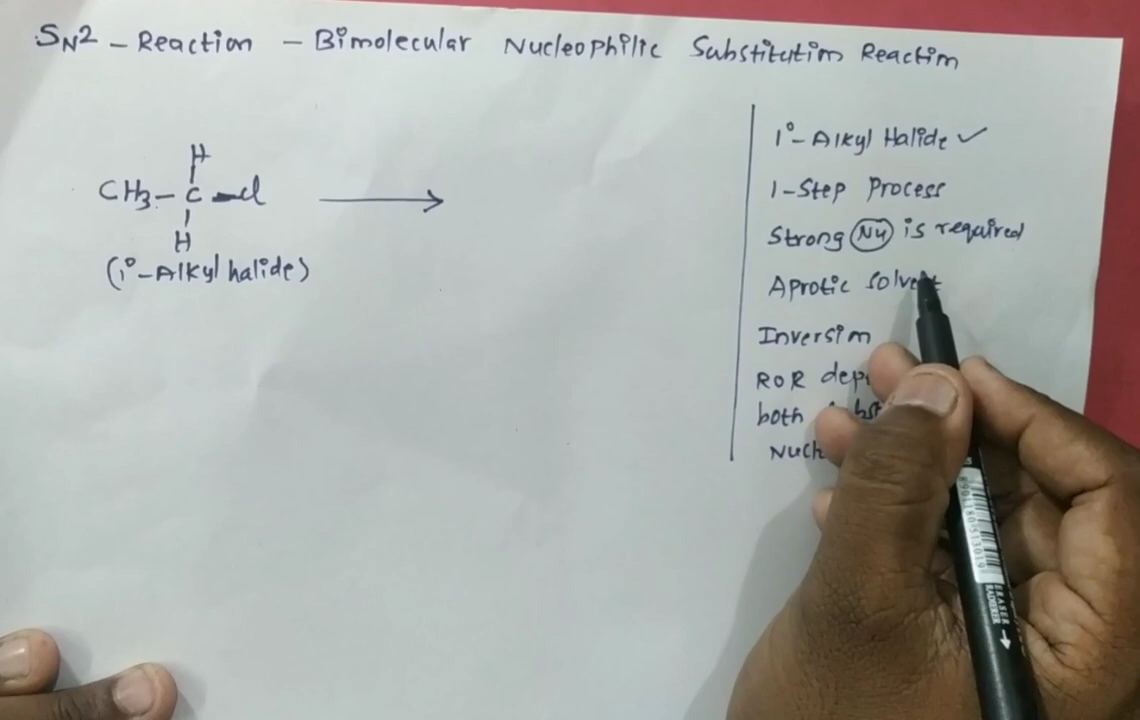 SN2 - Reaction - Bimolecular Nucleophilic Substitution Reaction
H
CH3 - C - Cl
H
(1° - Alkyl halide)
1° - Alkyl Halide ✓
1 - Step Process
Strong Nu is required
Aprotic solvent
Inversion
ROR
both
8901180513019